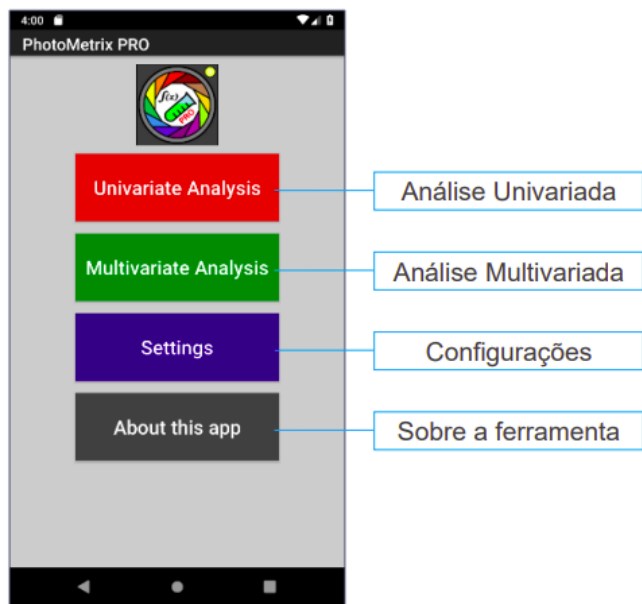 4:00
PhotoMetrix PRO
f(x)
PRO
Univariate Analysis
Análise Univariada
Multivariate Analysis
Análise Multivariada
Settings
Configurações
About this app
Sobre a ferramenta